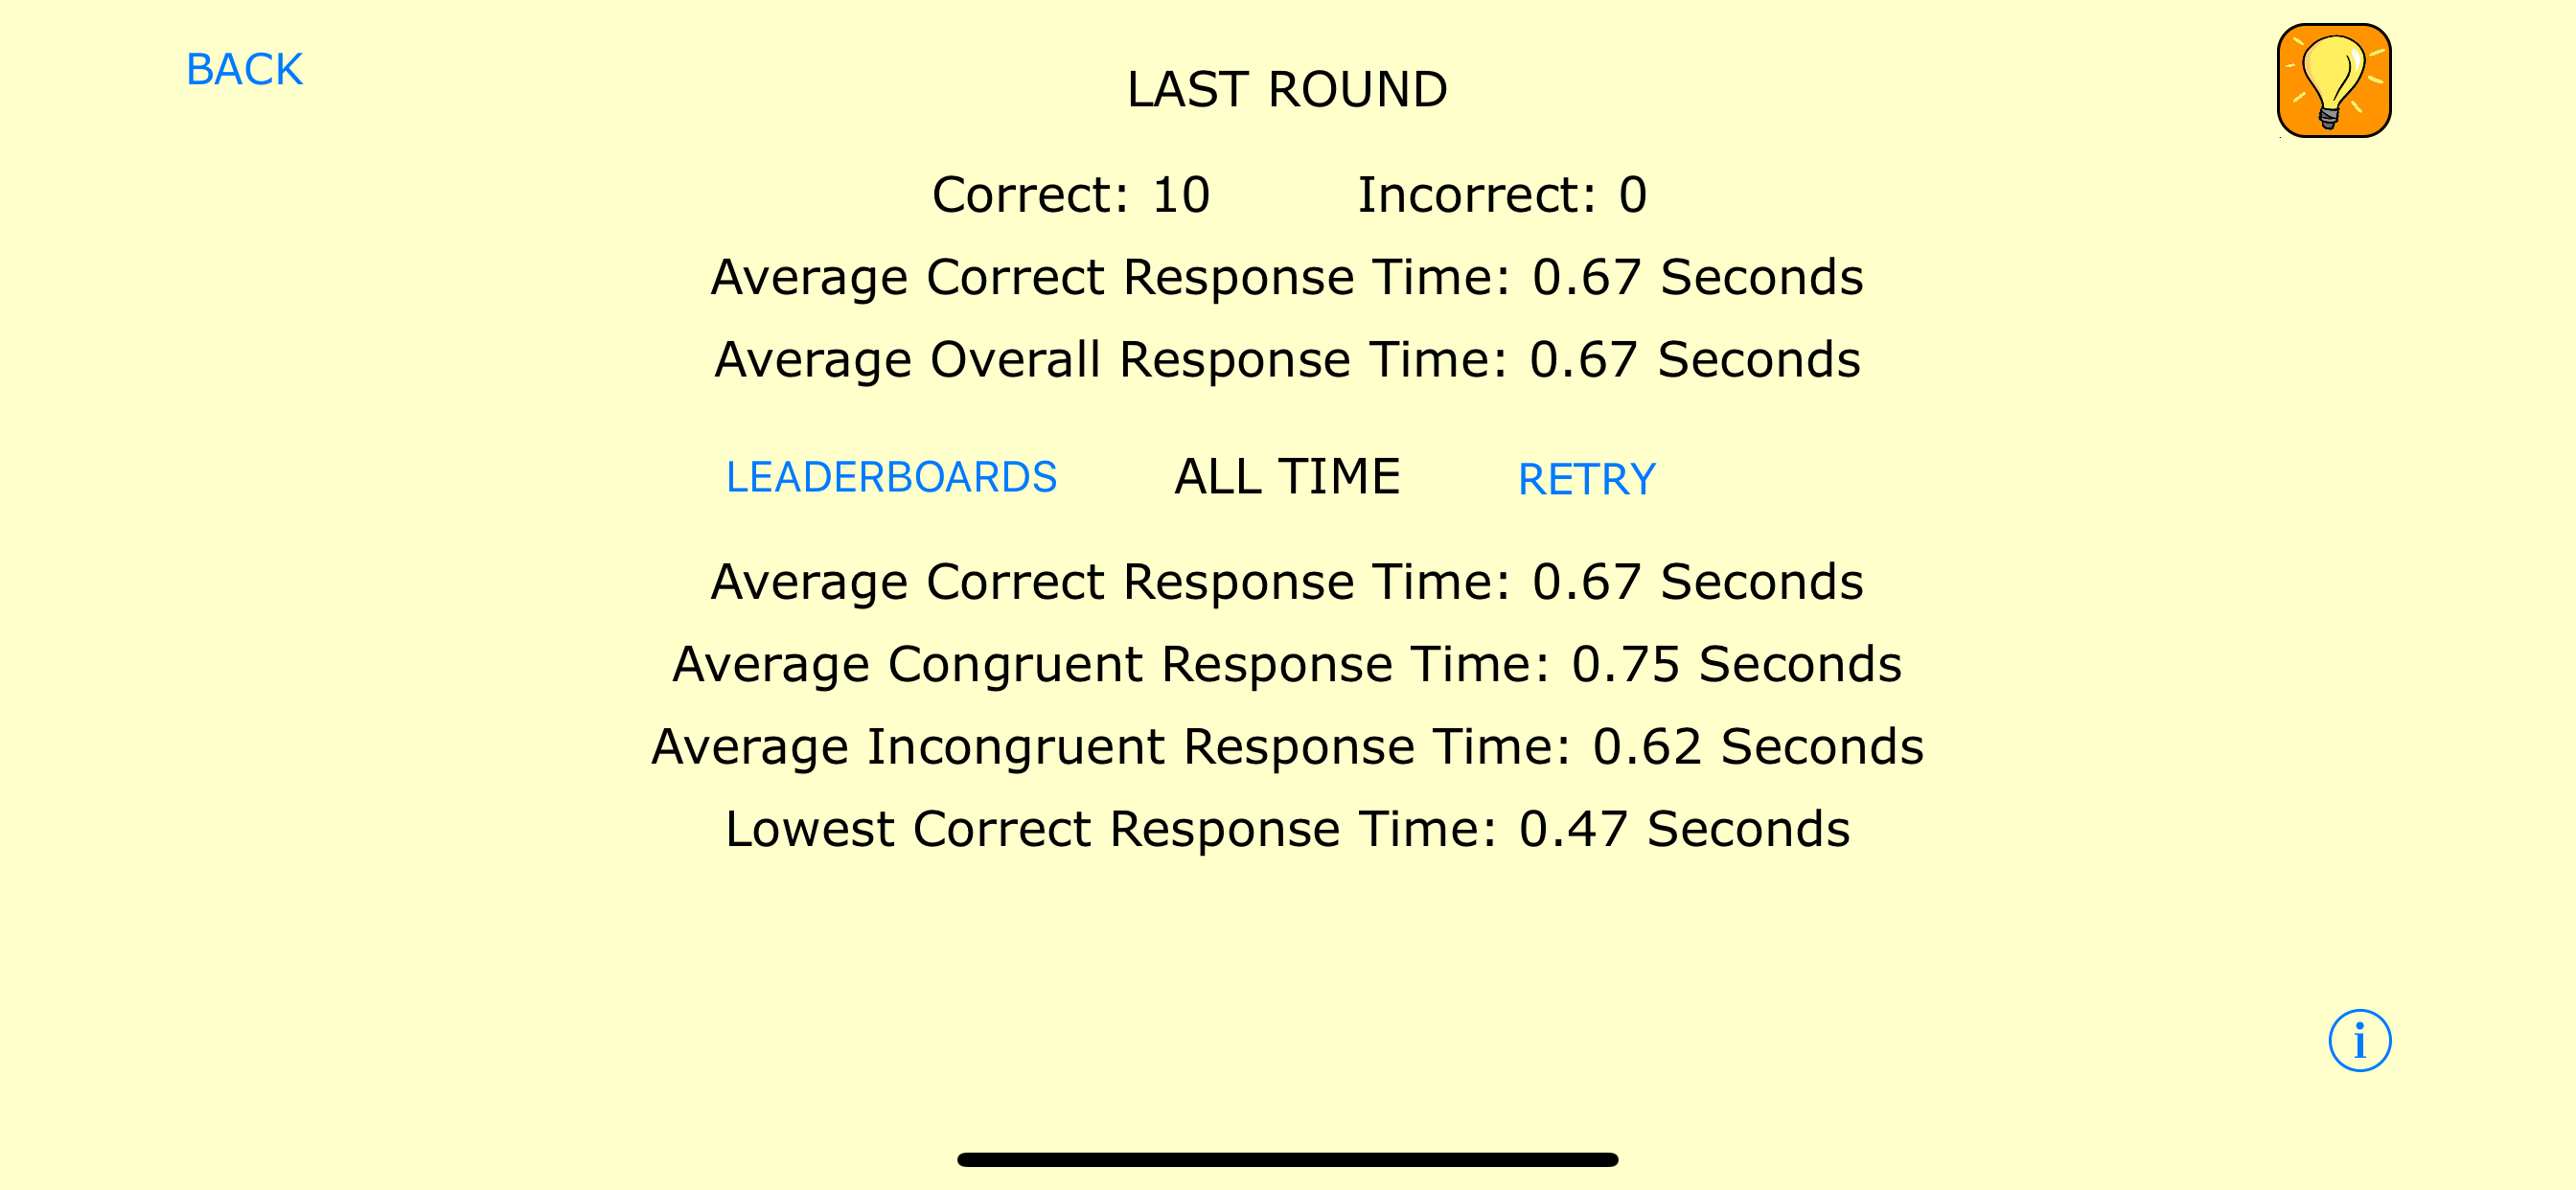 BACK
LAST ROUND
Correct: 10 Incorrect: 0
Average Correct Response Time: 0.67 Seconds
Average Overall Response Time: 0.67 Seconds
LEADERBOARDS ALL TIME RETRY
Average Correct Response Time: 0.67 Seconds
Average Congruent Response Time: 0.75 Seconds
Average Incongruent Response Time: 0.62 Seconds
Lowest Correct Response Time: 0.47 Seconds
i